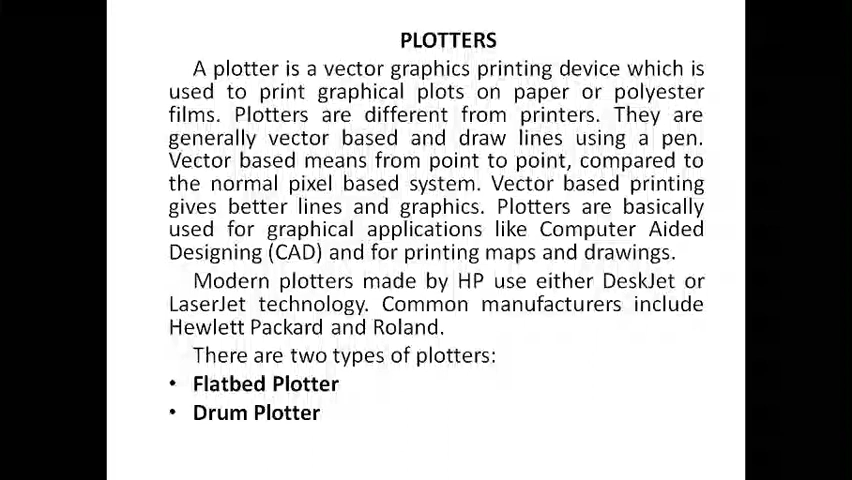 PLOTTERS
A plotter is a vector graphics printing device which is
used to print graphical plots on paper or polyester
films. Plotters are different from printers. They are
generally vector based and draw lines using a pen.
Vector based means from point to point, compared to
the normal pixel based system. Vector based printing
gives better lines and graphics. Plotters are basically
used for graphical applications like Computer Aided
Designing (CAD) and for printing maps and drawings.
Modern plotters made by HP use either DeskJet or
LaserJet technology. Common manufacturers include
Hewlett Packard and Roland.
There are two types of plotters:
• Flatbed Plotter
• Drum Plotter